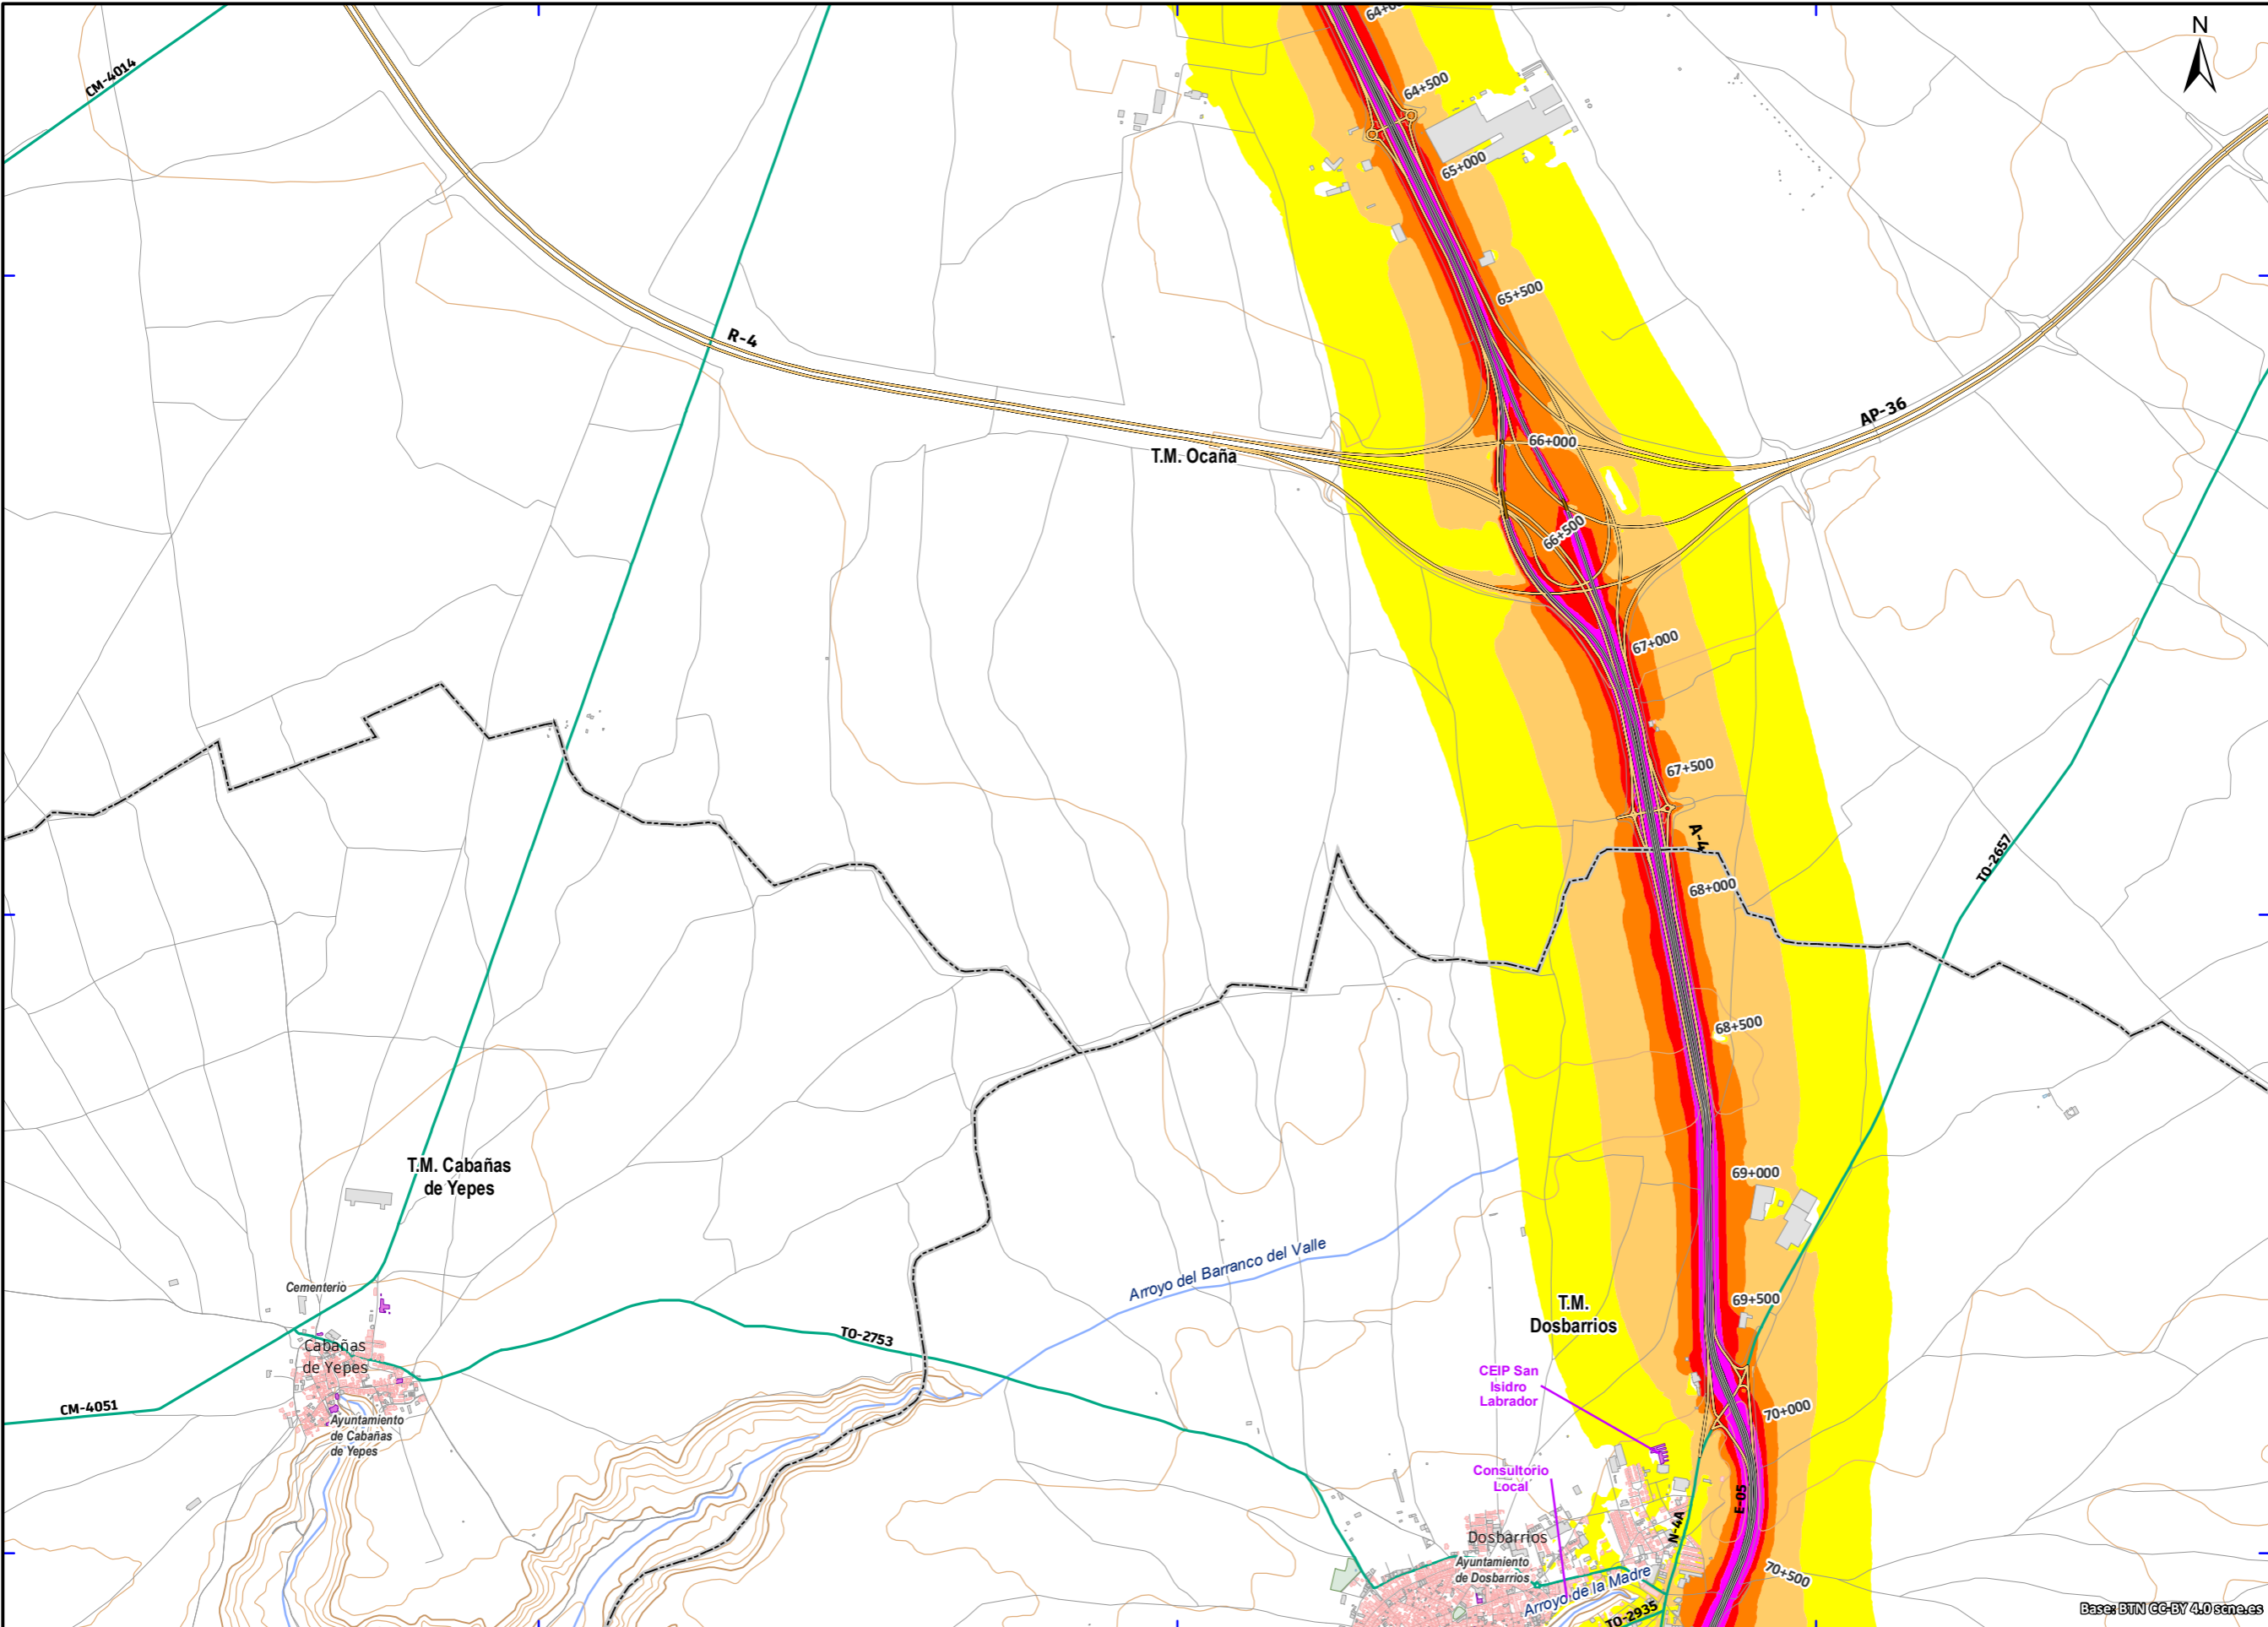 64+0
N
CM-4014
64+500
65+000
65+500
R-4
AP-36
66+000
T.M. Ocaña
66+500
67+000
67+500
A-4
TO-2657
68+000
68+500
T.M. Cabañas
de Yepes
69+000
Arroyo del Barranco del Valle
Cementerio
69+500
T.M.
Dosbarrios
TO-2753
Cabañas
de Yepes
CEIP San
Isidro
Labrador
CM-4051
70+000
Ayuntamiento
de Cabañas
de Yepes
Consultorio
Local
E-05
N-4A
Dosbarrios
Ayuntamiento
de Dosbarrios
70+500
Arroyo de la Madre
TO-2935
Base: BTN CC-BY 4.0 scne.es